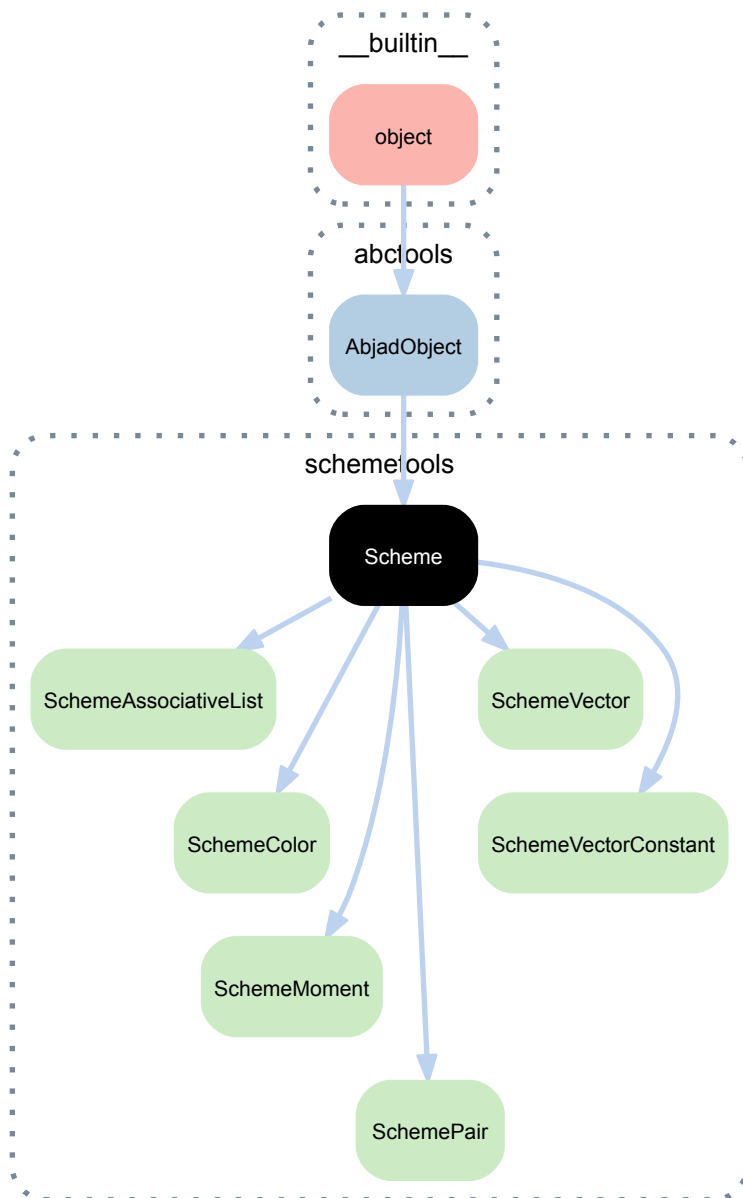 __builtin__
object
abctools
AbjadObject
schemetools
Scheme
SchemeAssociativeList
SchemeVector
SchemeColor
SchemeVectorConstant
SchemeMoment
SchemePair